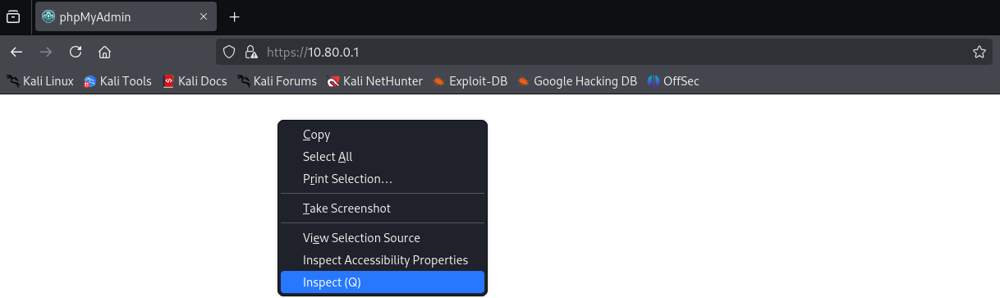 phpMyAdmin
https://10.80.0.1
Kali Linux Kali Tools Kali Docs Kali Forums Kali NetHunter Exploit-DB Google Hacking DB OffSec
Copy
Select All
Print Selection…
Take Screenshot
View Selection Source
Inspect Accessibility Properties
Inspect (Q)